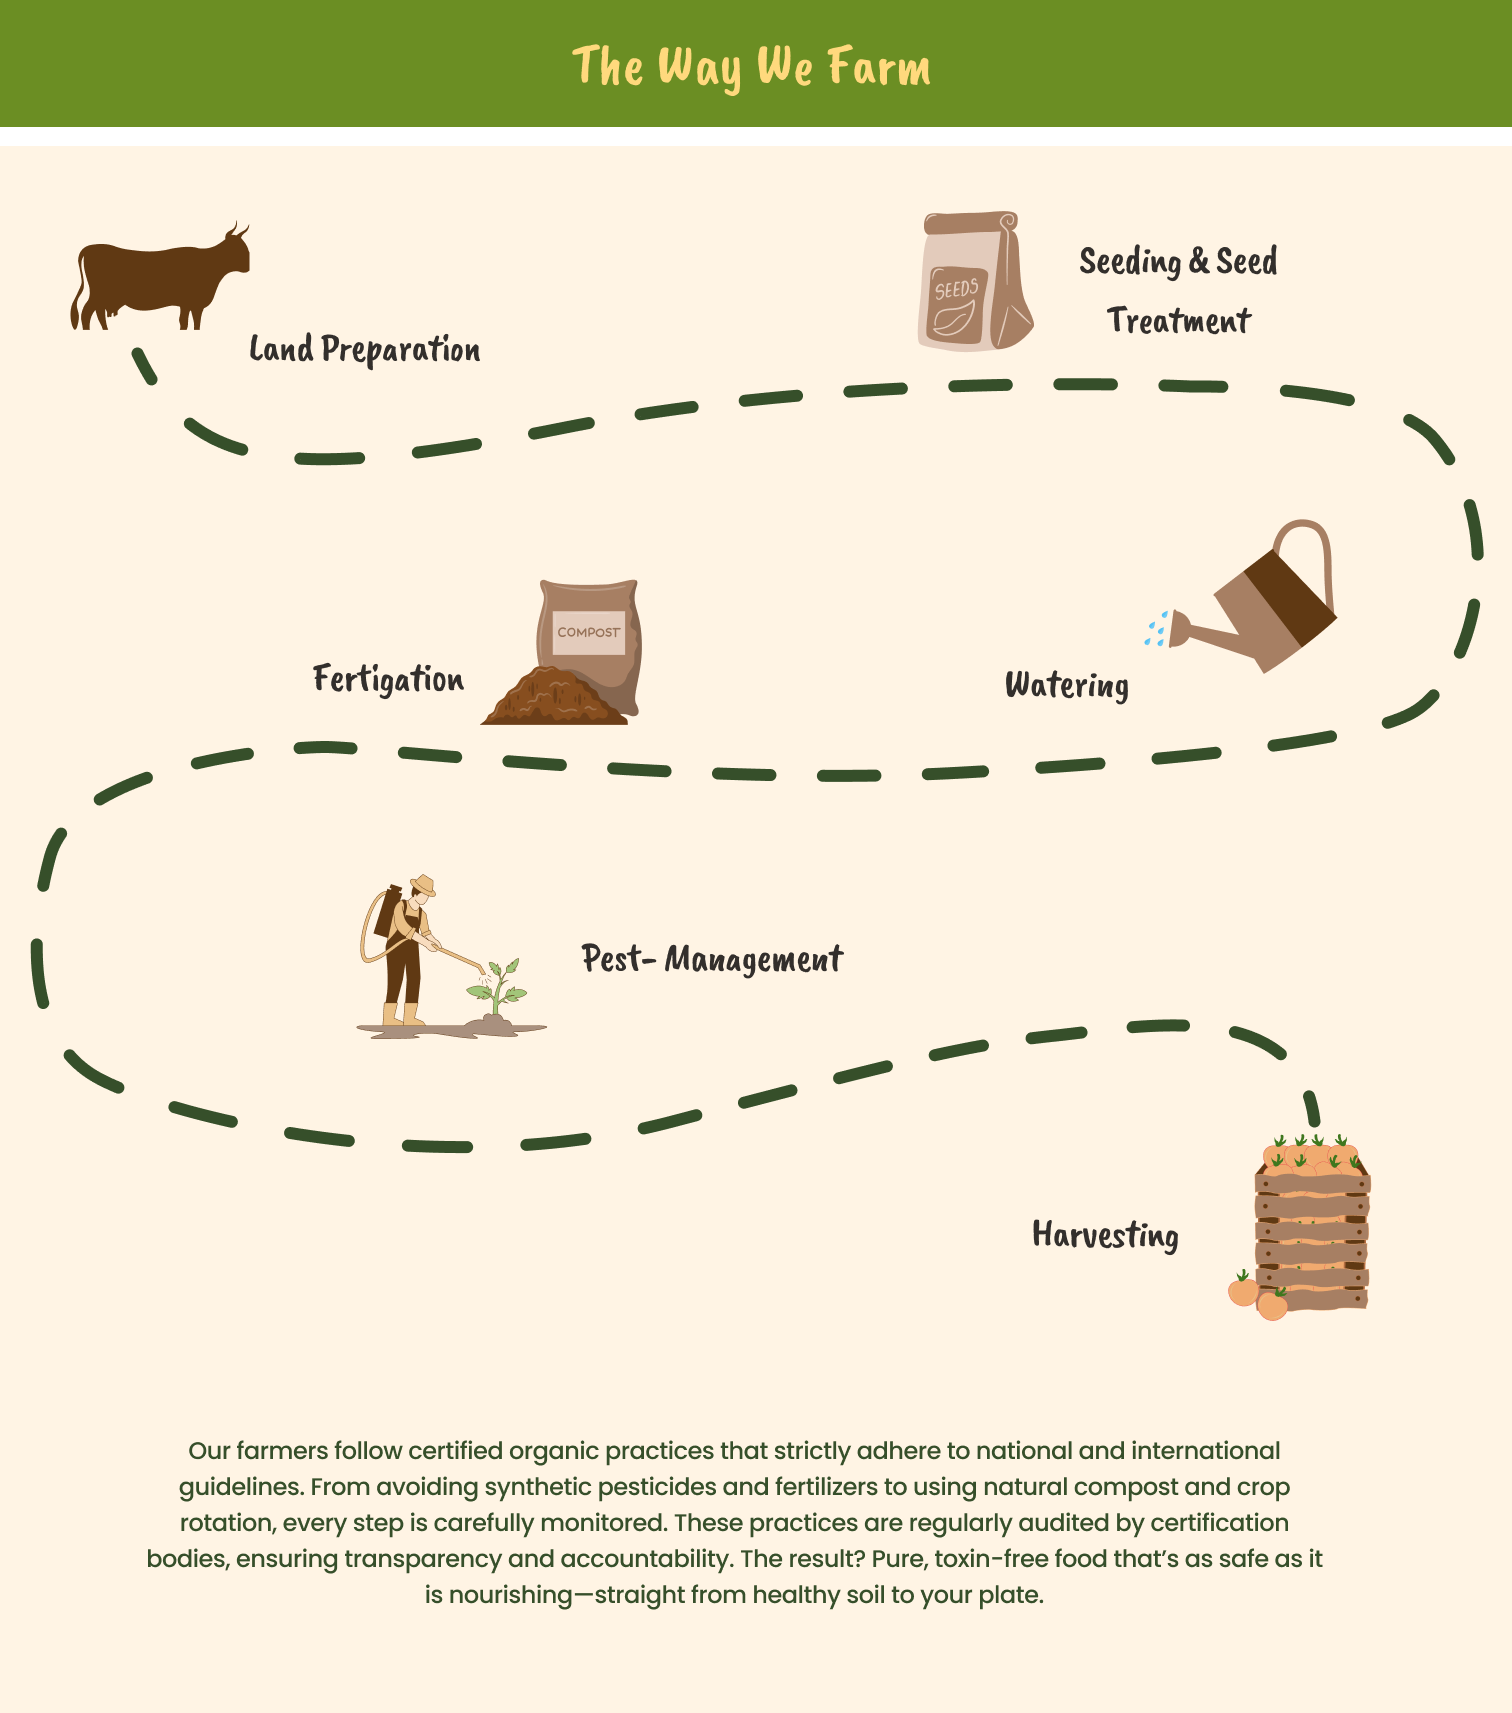 The Way We Farm
SEEDS
Seeding & Seed
Treatment
Land Preparation
COMPOST
Fertigation
Watering
Pest- Management
Harvesting
Our farmers follow certified organic practices that strictly adhere to national and international
guidelines. From avoiding synthetic pesticides and fertilizers to using natural compost and crop
rotation, every step is carefully monitored. These practices are regularly audited by certification
bodies, ensuring transparency and accountability. The result? Pure, toxin-free food that’s as safe as it
is nourishing—straight from healthy soil to your plate.